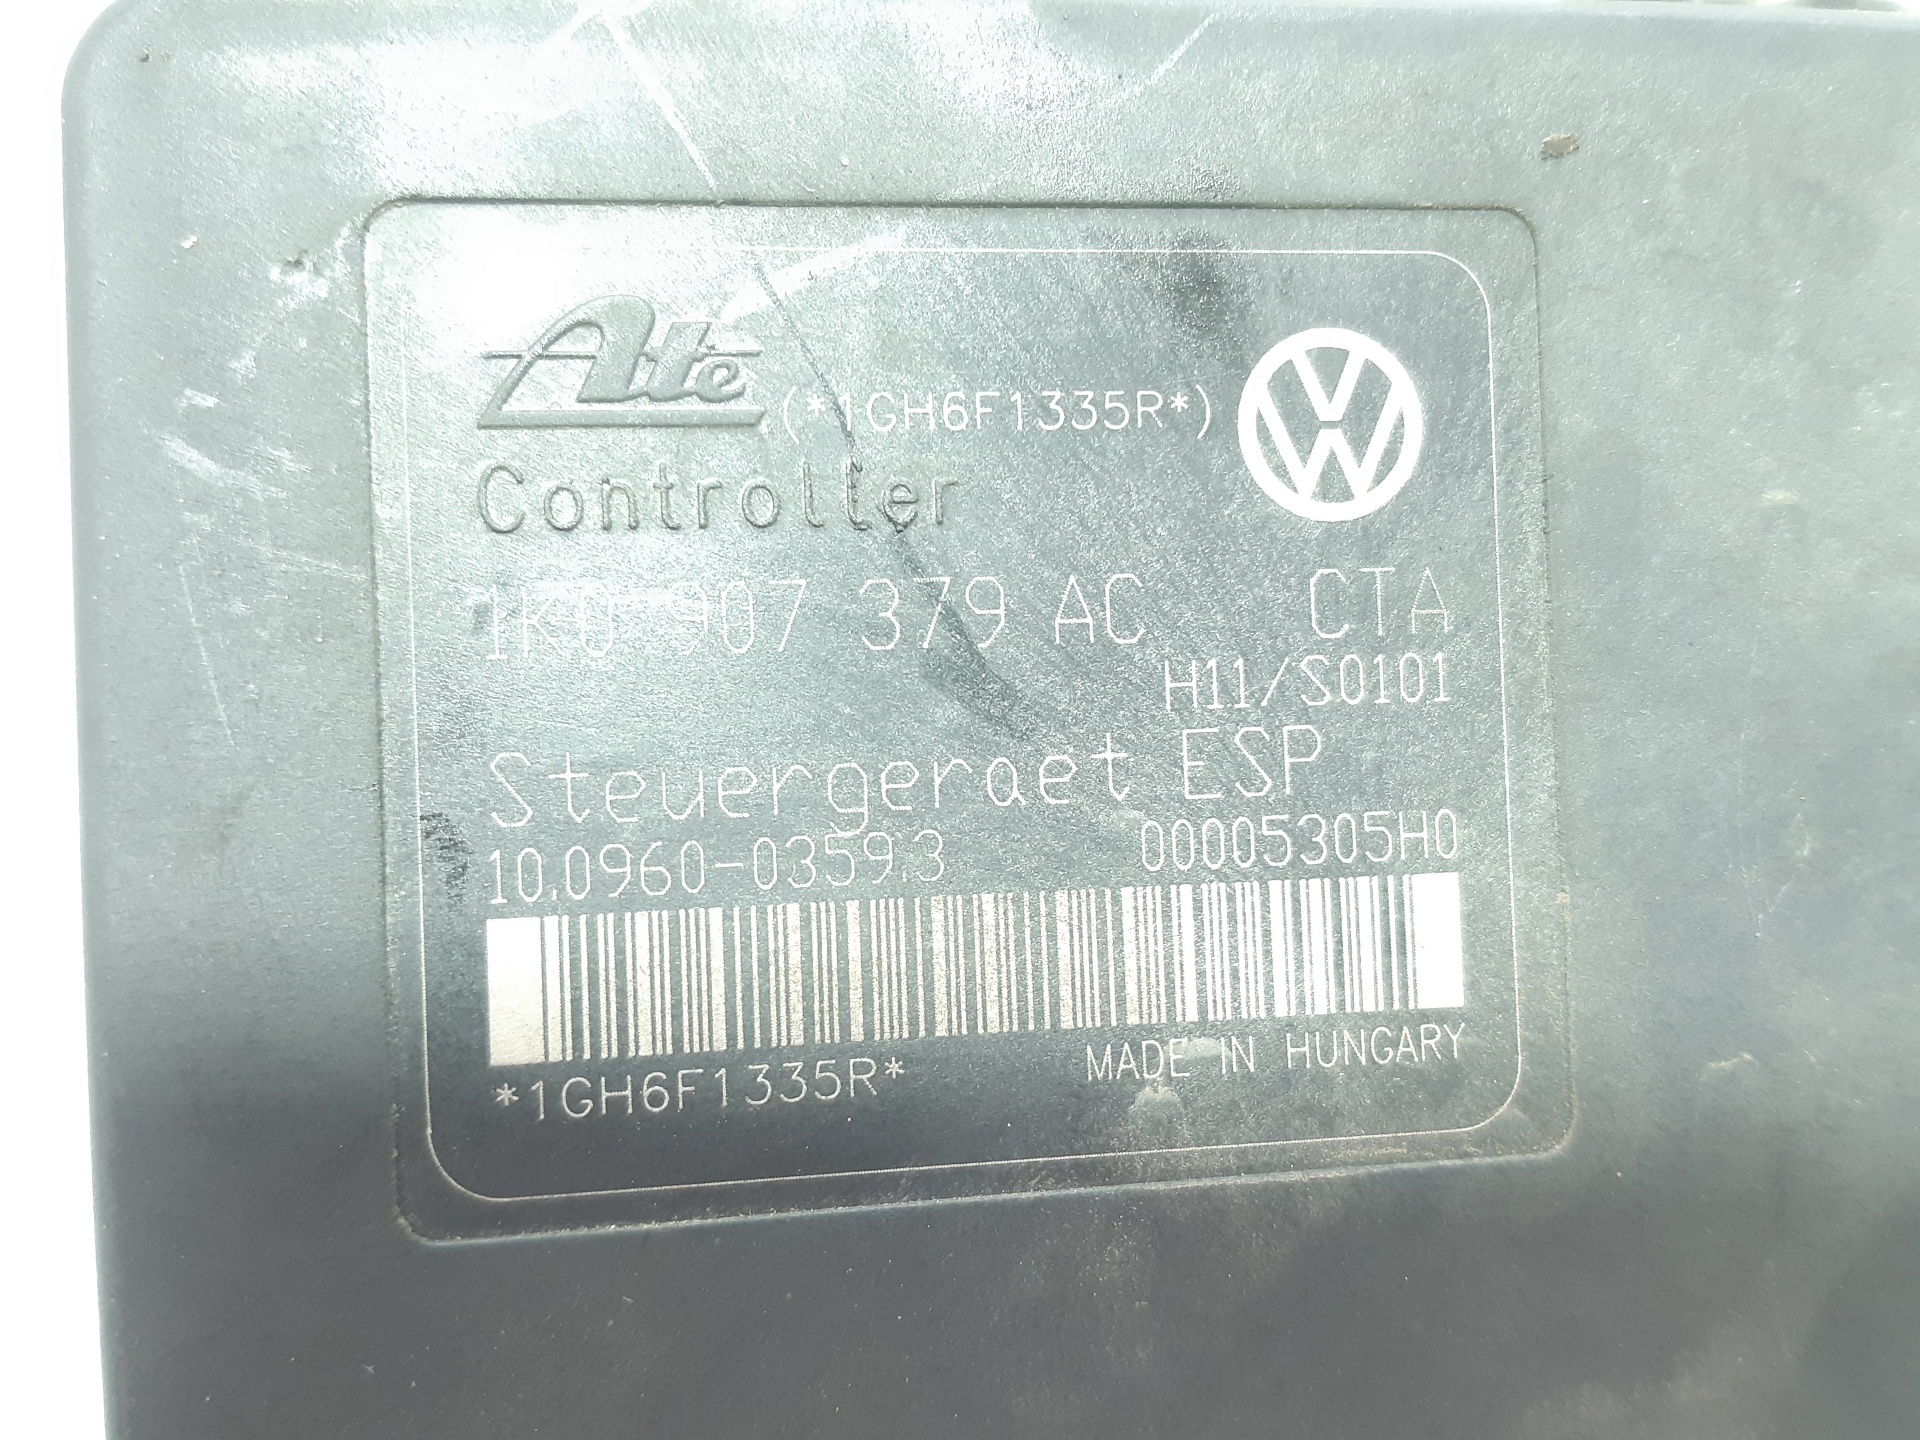 Ate (*1GH6F1335R*) VW
Controller
1K0 907 379 AC CTA
H11/S0101
Steuergeraet ESP
10.0960-0359.3 00005305H0
*1GH6F1335R* MADE IN HUNGARY